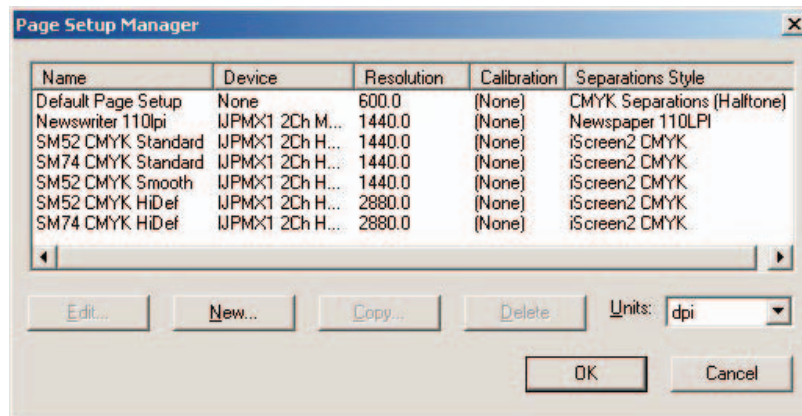 Page Setup Manager
Name Device Resolution Calibration Separations Style
Default Page Setup None 600.0 (None) CMYK Separations (Halftone)
Newswriter 110lpi IJPMX1 2Ch M... 1440.0 (None) Newspaper 110LPI
SM52 CMYK Standard IJPMX1 2Ch H... 1440.0 (None) iScreen2 CMYK
SM74 CMYK Standard IJPMX1 2Ch H... 1440.0 (None) iScreen2 CMYK
SM52 CMYK Smooth IJPMX1 2Ch H... 1440.0 (None) iScreen2 CMYK
SM52 CMYK HiDef IJPMX1 2Ch H... 2880.0 (None) iScreen2 CMYK
SM74 CMYK HiDef IJPMX1 2Ch H... 2880.0 (None) iScreen2 CMYK
Edit... New... Copy... Delete Units: dpi
OK Cancel